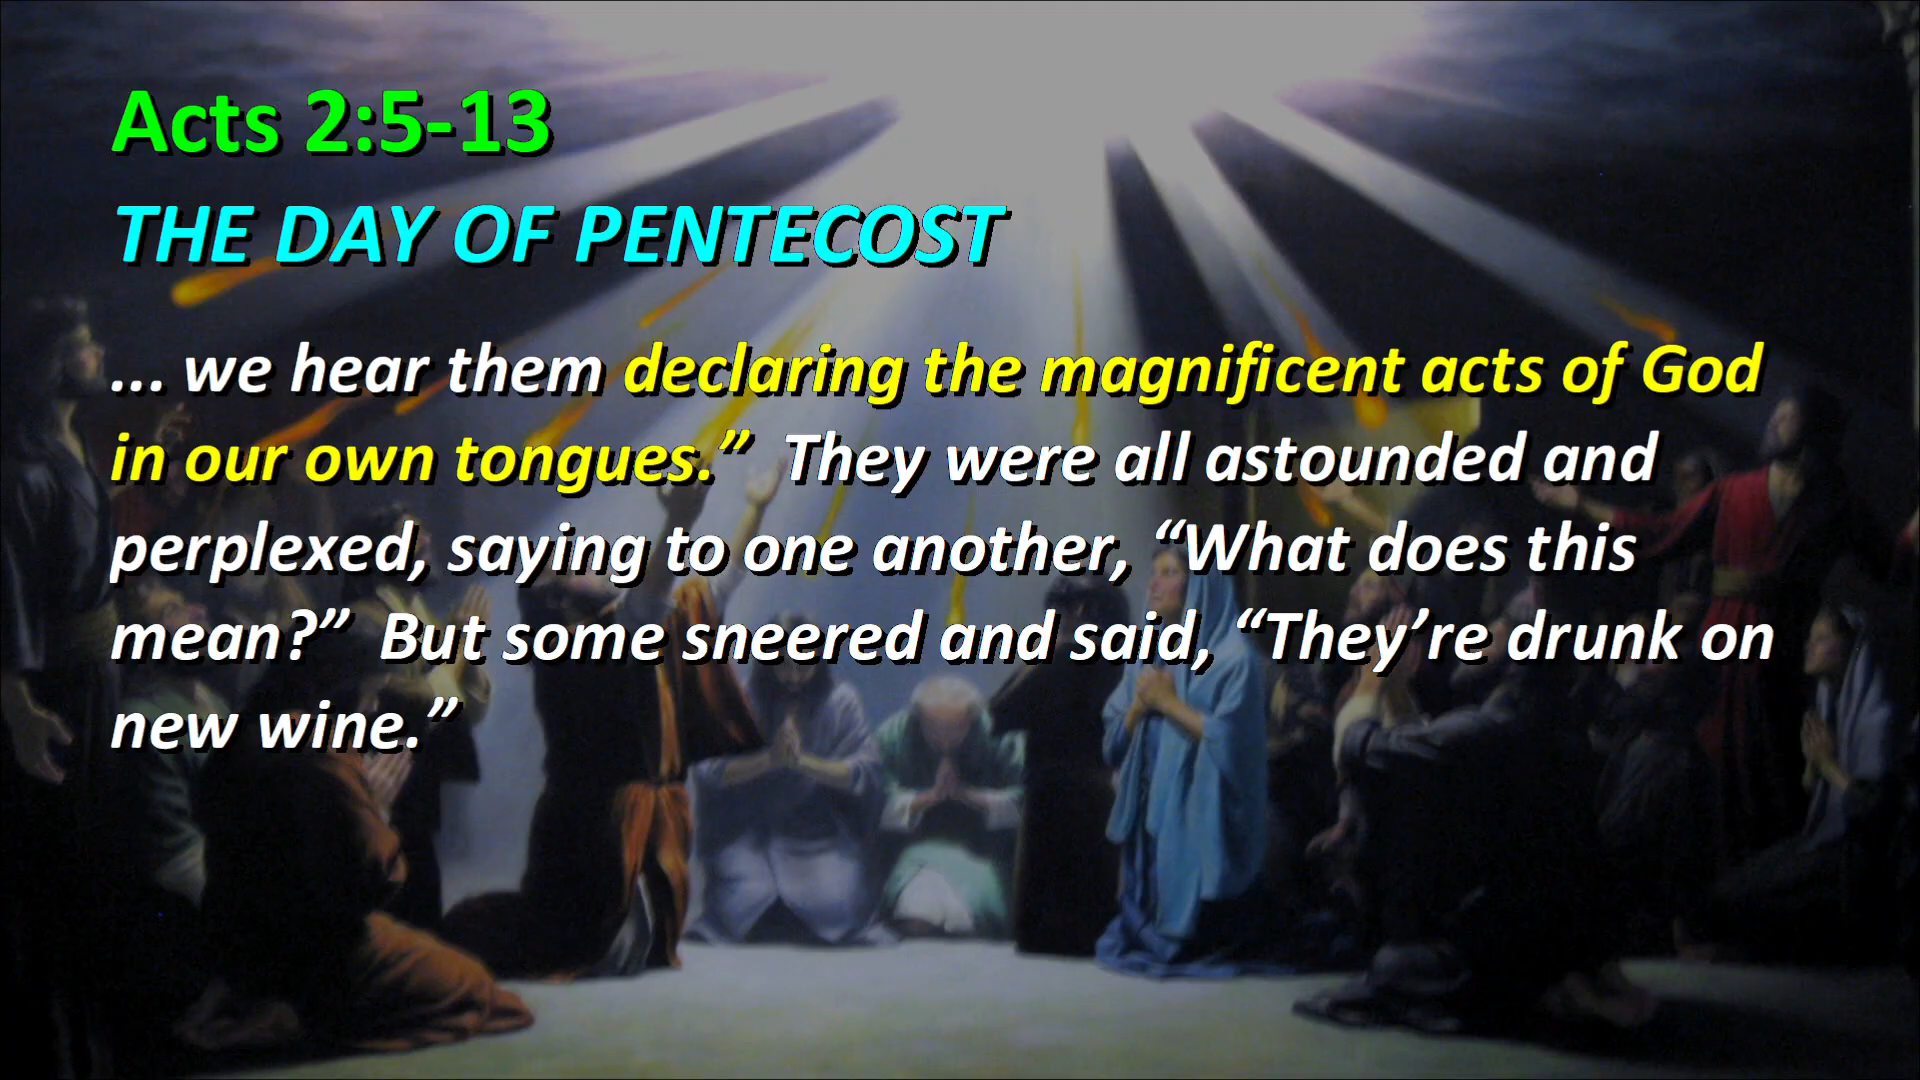 Acts 2:5-13
THE DAY OF PENTECOST
... we hear them declaring the magnificent acts of God
in our own tongues.”  They were all astounded and
perplexed, saying to one another, “What does this
mean?”  But some sneered and said, “They’re drunk on
new wine.”